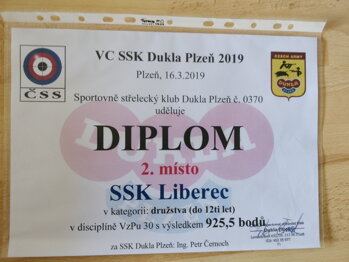 VC SSK Dukla Plzeň 2019
Plzeň, 16.3.2019
ČSS
CZECH ARMY
DUKLA
Sportovně střelecký klub Dukla Plzeň č. 0370
uděluje
DIPLOM
2. místo
SSK Liberec
v kategorii: družstva (do 12ti let)
v disciplíně VzPu 30 s výsledkem 925,5 bodů
za SSK Dukla Plzeň: Ing. Petr Černoch